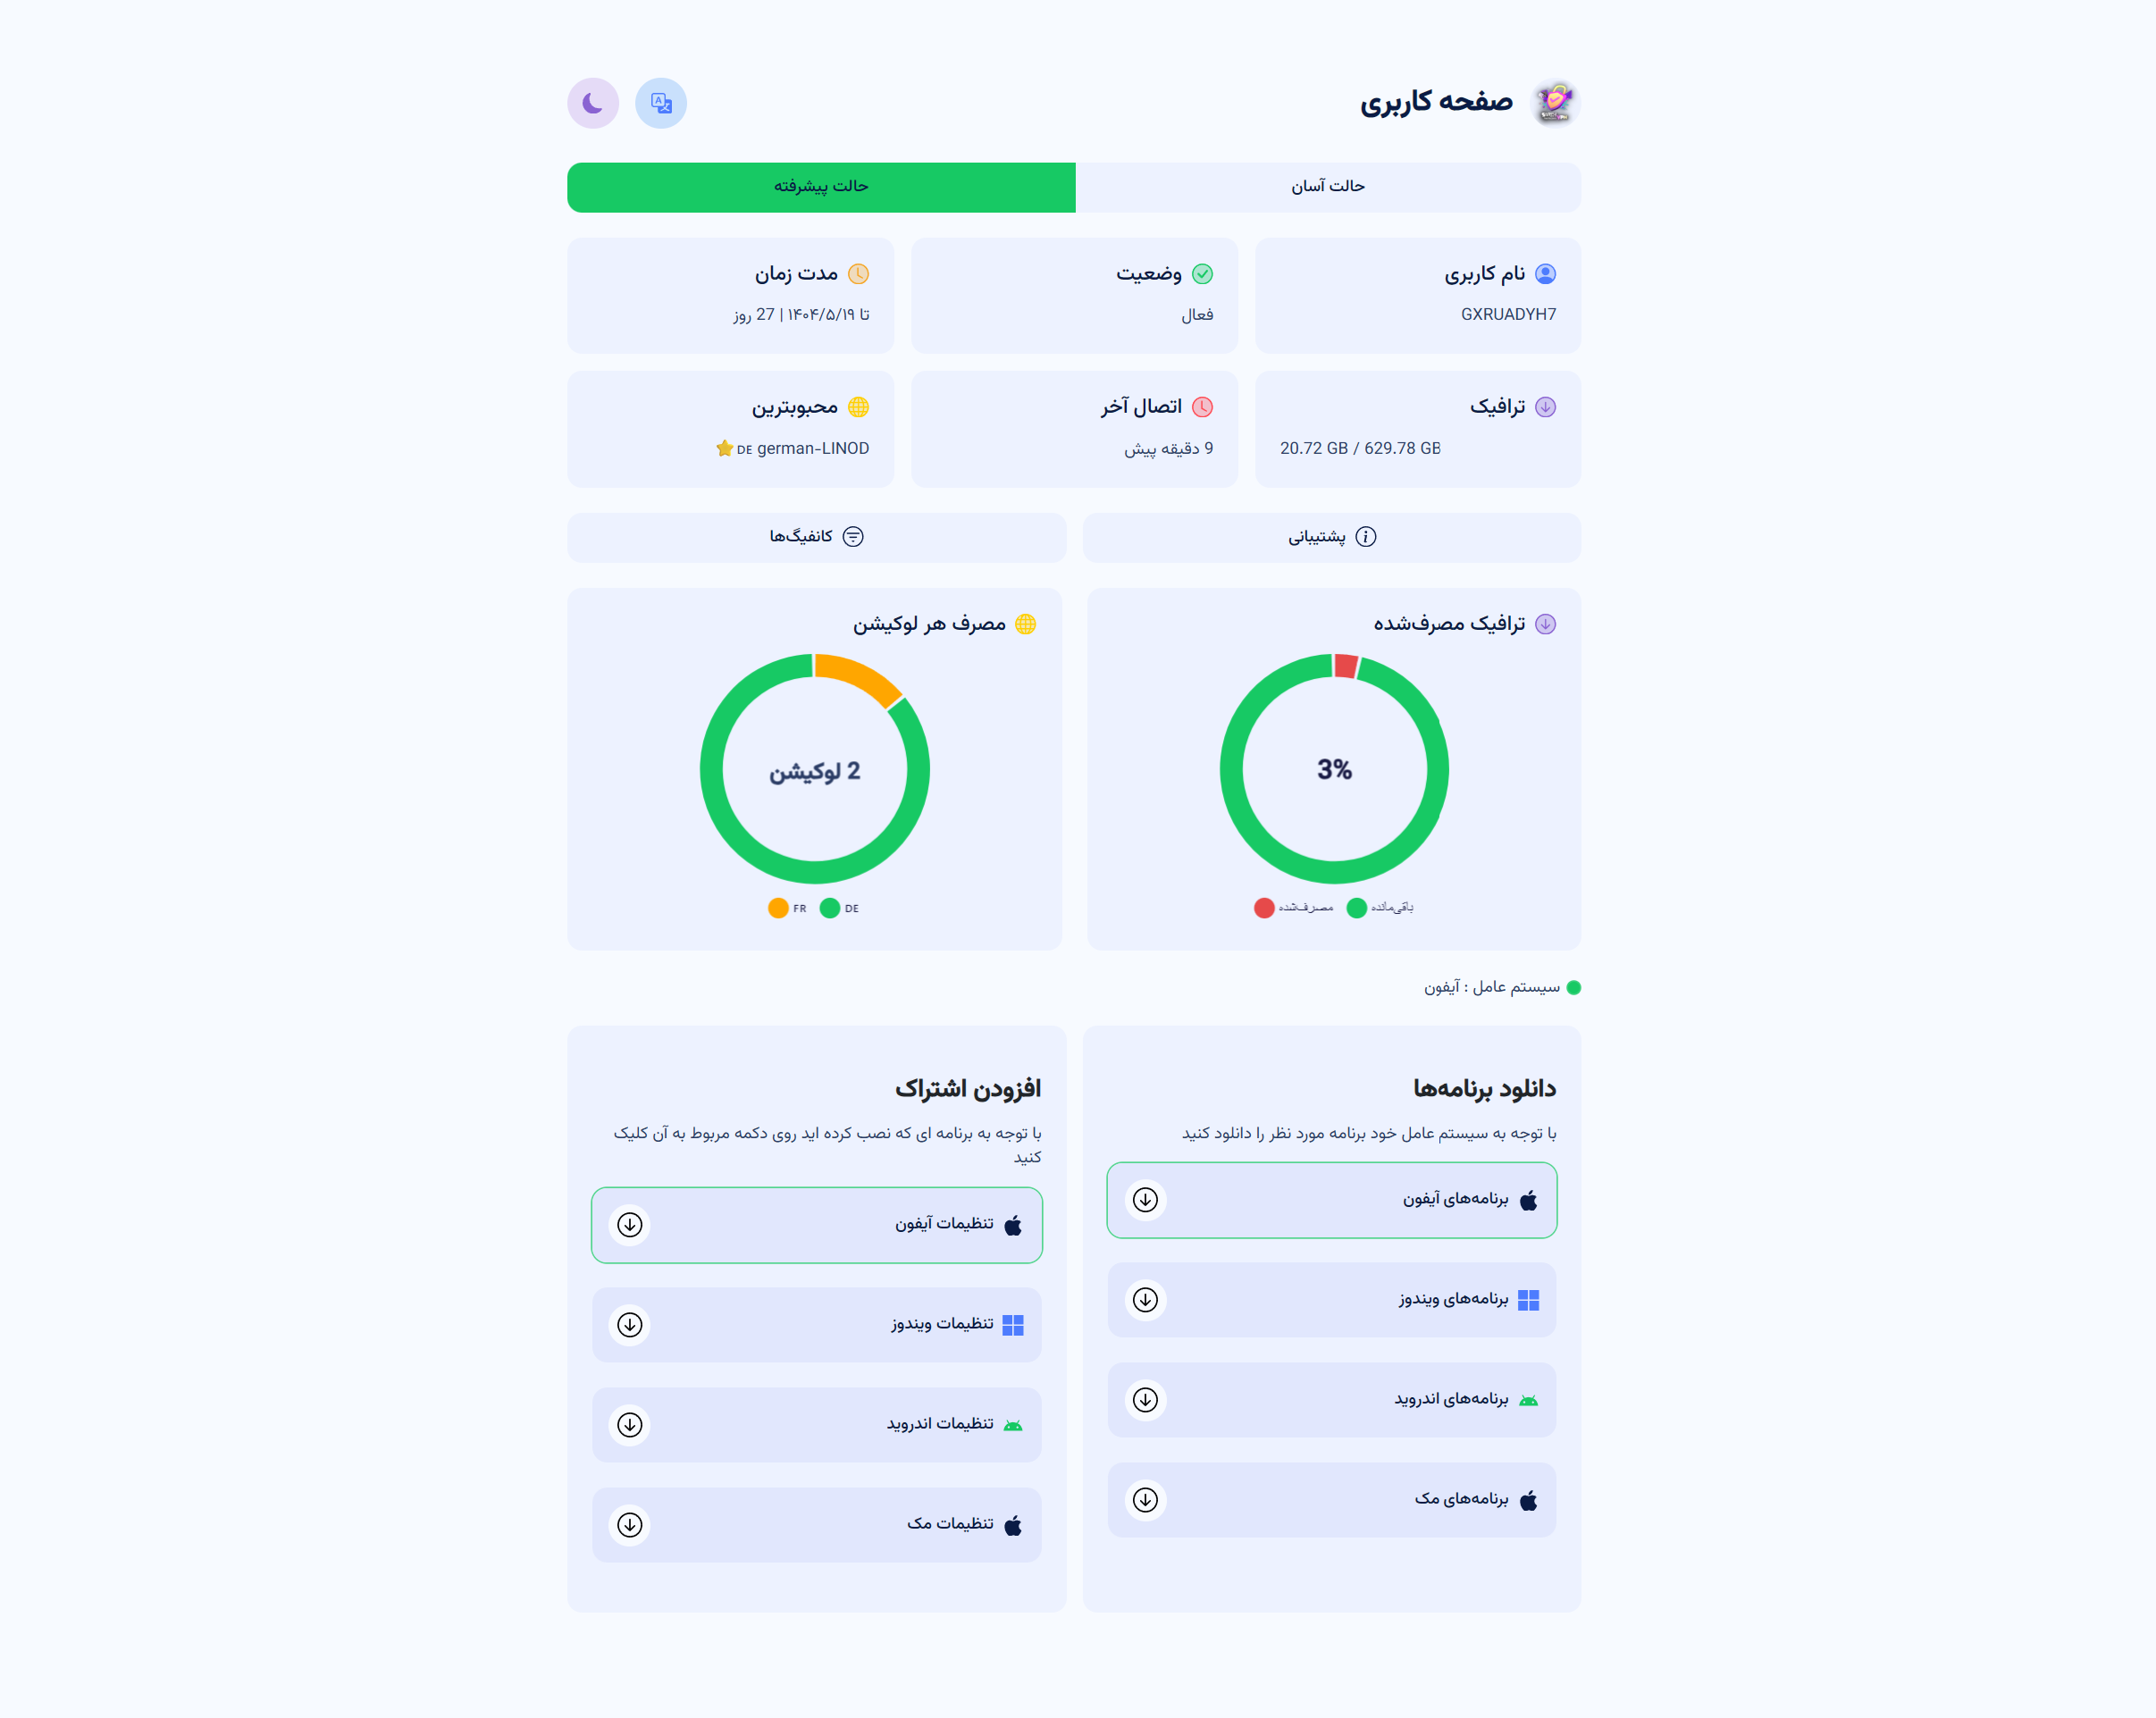 صفحه کاربری
حالت آسان
حالت پیشرفته
نام کاربری
GXRUADYH7
وضعیت
فعال
مدت زمان
تا ۱۴۰۴/۵/۱۹ | 27 روز
ترافیک
20.72 GB / 629.78 GB
اتصال آخر
9 دقیقه پیش
محبوبترین
german-LINOD DE ⭐
پشتیبانی
کانفیگ‌ها
ترافیک مصرف‌شده
3%
باقی‌مانده
مصرف‌شده
مصرف هر لوکیشن
2 لوکیشن
DE
FR
سیستم عامل : آیفون
دانلود برنامه‌ها
با توجه به سیستم عامل خود برنامه مورد نظر را دانلود کنید
برنامه‌های آیفون
برنامه‌های ویندوز
برنامه‌های اندروید
برنامه‌های مک
افزودن اشتراک
با توجه به برنامه ای که نصب کرده اید روی دکمه مربوط به آن کلیک
کنید
تنظیمات آیفون
تنظیمات ویندوز
تنظیمات اندروید
تنظیمات مک